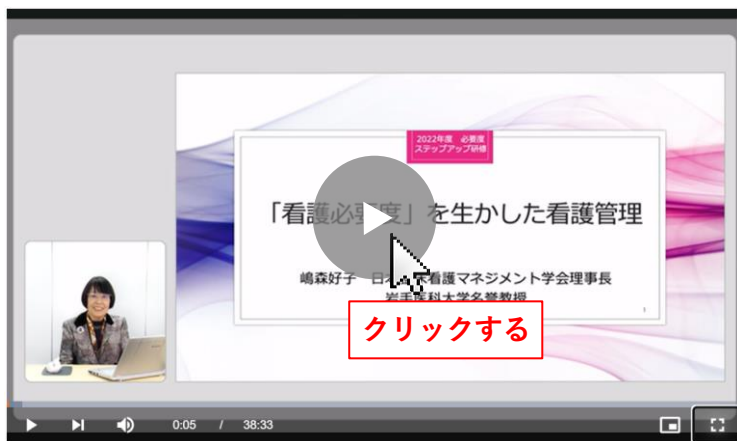 2022年度 必要度
ステップアップ研修
「看護必要度」を生かした看護管理
嶋森好子 日本臨床看護マネジメント学会理事長
岩手医科大学名誉教授
1
クリックする
0:05 / 38:33